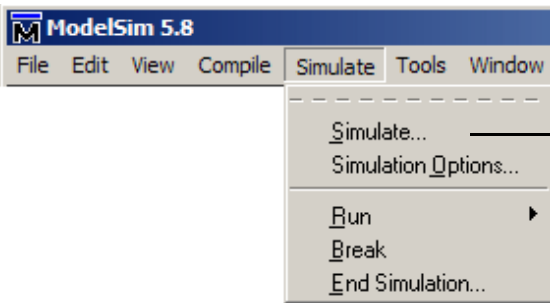 ModelSim 5.8
File Edit View Compile Simulate Tools Window
Simulate...
Simulation Options...
Run
Break
End Simulation...